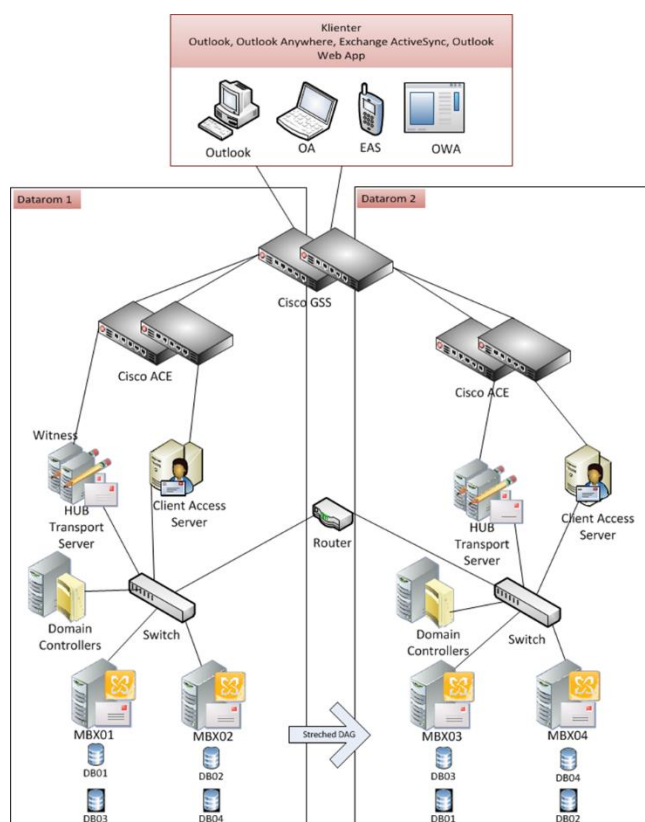 Klienter
Outlook, Outlook Anywhere, Exchange ActiveSync, Outlook
Web App
Outlook
OA
EAS
OWA
Datarom 1
Datarom 2
Cisco GSS
Cisco ACE
Cisco ACE
Witness
HUB
Transport
Server
Client Access
Server
HUB
Transport
Server
Client Access
Server
Router
Domain
Controllers
Switch
Domain
Controllers
Switch
MBX01
MBX02
Streched DAG
MBX03
MBX04
DB01
DB02
DB03
DB04
DB03
DB04
DB01
DB02